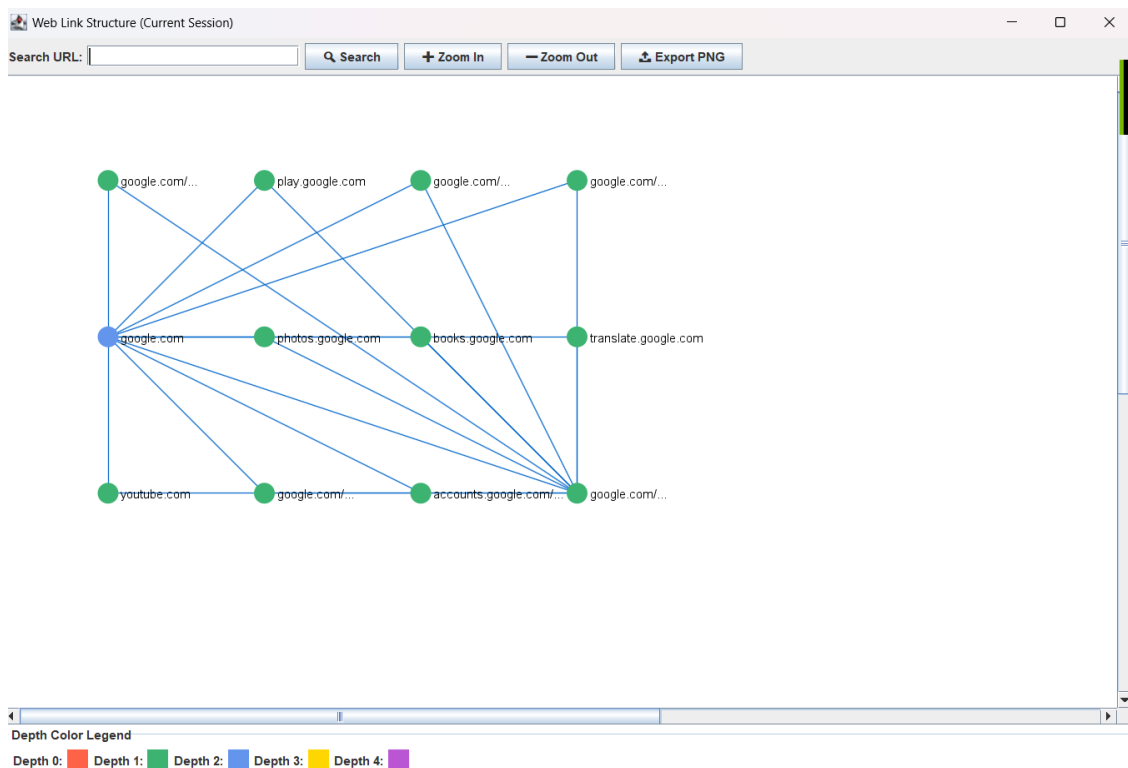 Web Link Structure (Current Session)
Search URL: Search Zoom In Zoom Out Export PNG
google.com/... play.google.com google.com/... google.com/...
google.com photos.google.com books.google.com translate.google.com
youtube.com google.com/... accounts.google.com/... google.com/...
Depth Color Legend
Depth 0: Depth 1: Depth 2: Depth 3: Depth 4: